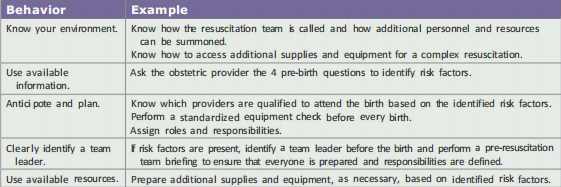 Behavior Example
Know your environment. Know how the resuscitation team is called and how additional personnel and resources
can be summoned.
Know how to access additional supplies and equipment for a complex resuscitation.
Use available Ask the obstetric provider the 4 pre-birth questions to identify risk factors.
information.
Antici pote and plan. Know which providers are qualified to attend the birth based on the identified risk factors.
Perform a standardized equipment check before every birth.
Assign roles and responsibilities.
Clearly identify a team If risk factors are present, identify a team leader before the birth and perform a pre-resuscitation
leader. team briefing to ensure that everyone is prepared and responsibilities are defined.
Use available resources. Prepare additional supplies and equipment, as necessary, based on identified risk factors.